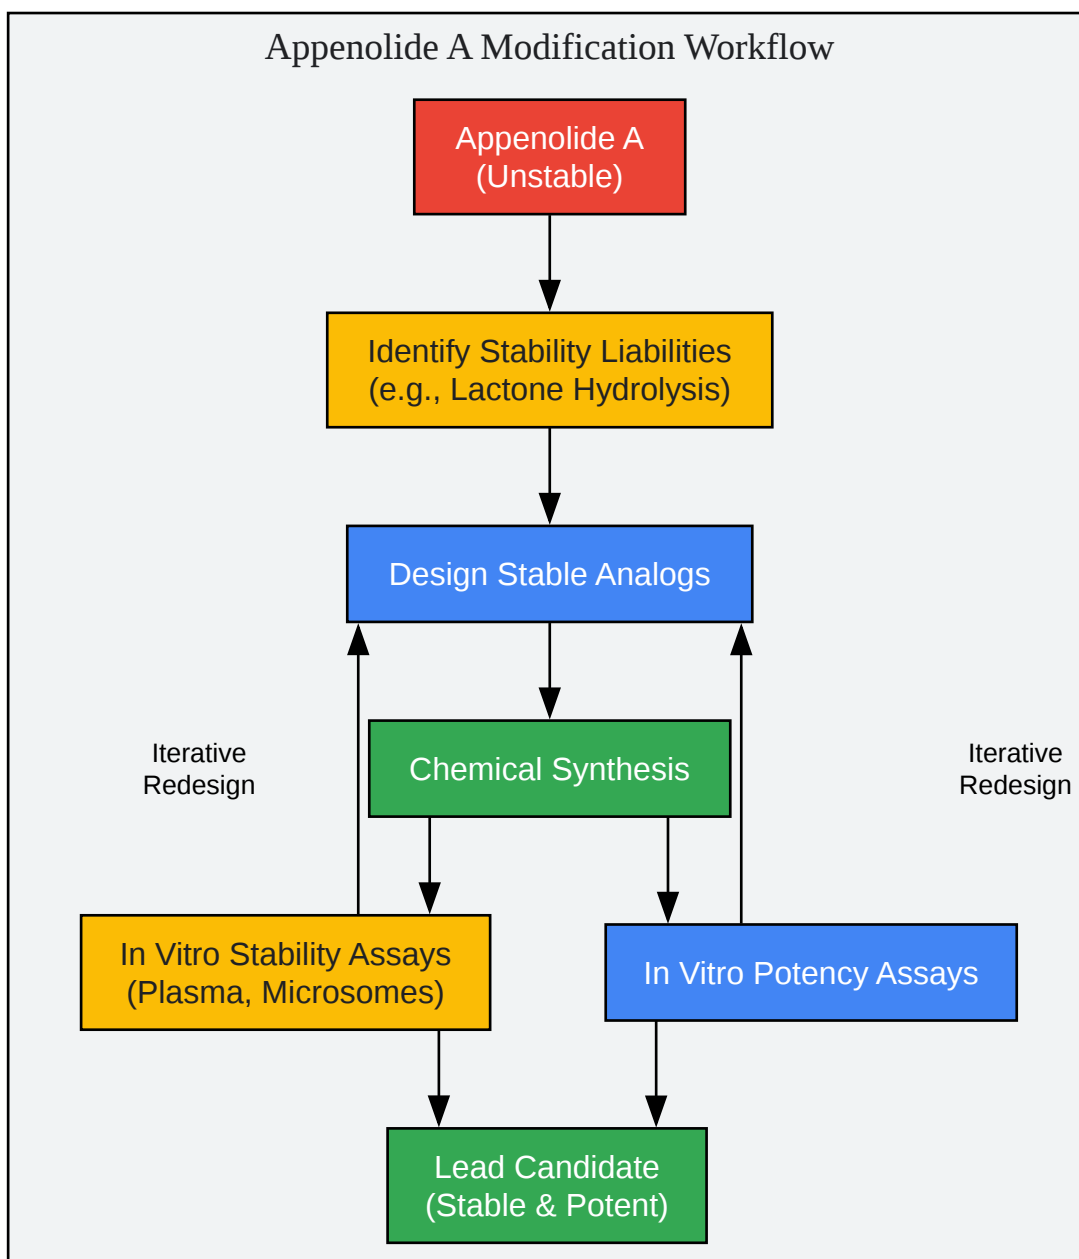 Appenolide A Modification Workflow
Appenolide A
(Unstable)
Identify Stability Liabilities
(e.g., Lactone Hydrolysis)
Design Stable Analogs
Iterative
Redesign
Chemical Synthesis
Iterative
Redesign
In Vitro Stability Assays
(Plasma, Microsomes)
In Vitro Potency Assays
Lead Candidate
(Stable & Potent)